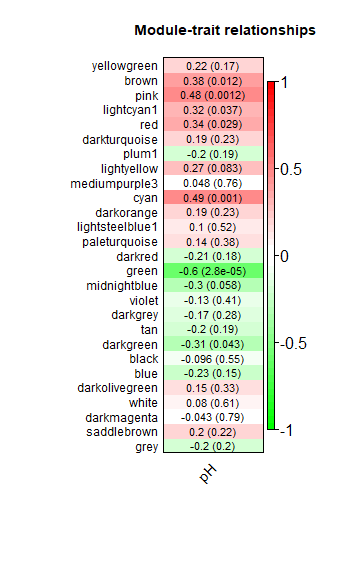 Module-trait relationships
yellowgreen 0.22 (0.17)
brown 0.38 (0.012)
pink 0.48 (0.0012)
lightcyan1 0.32 (0.037)
red 0.34 (0.029)
darkturquoise 0.19 (0.23)
plum1 -0.2 (0.19)
lightyellow 0.27 (0.083)
mediumpurple3 0.048 (0.76)
cyan 0.49 (0.001)
darkorange 0.19 (0.23)
lightsteelblue1 0.1 (0.52)
paleturquoise 0.14 (0.38)
darkred -0.21 (0.18)
green -0.6 (2.8e-05)
midnightblue -0.3 (0.058)
violet -0.13 (0.41)
darkgrey -0.17 (0.28)
tan -0.2 (0.19)
darkgreen -0.31 (0.043)
black -0.096 (0.55)
blue -0.23 (0.15)
darkolivegreen 0.15 (0.33)
white 0.08 (0.61)
darkmagenta -0.043 (0.79)
saddlebrown 0.2 (0.22)
grey -0.2 (0.2)
pH
1
0.5
0
-0.5
-1